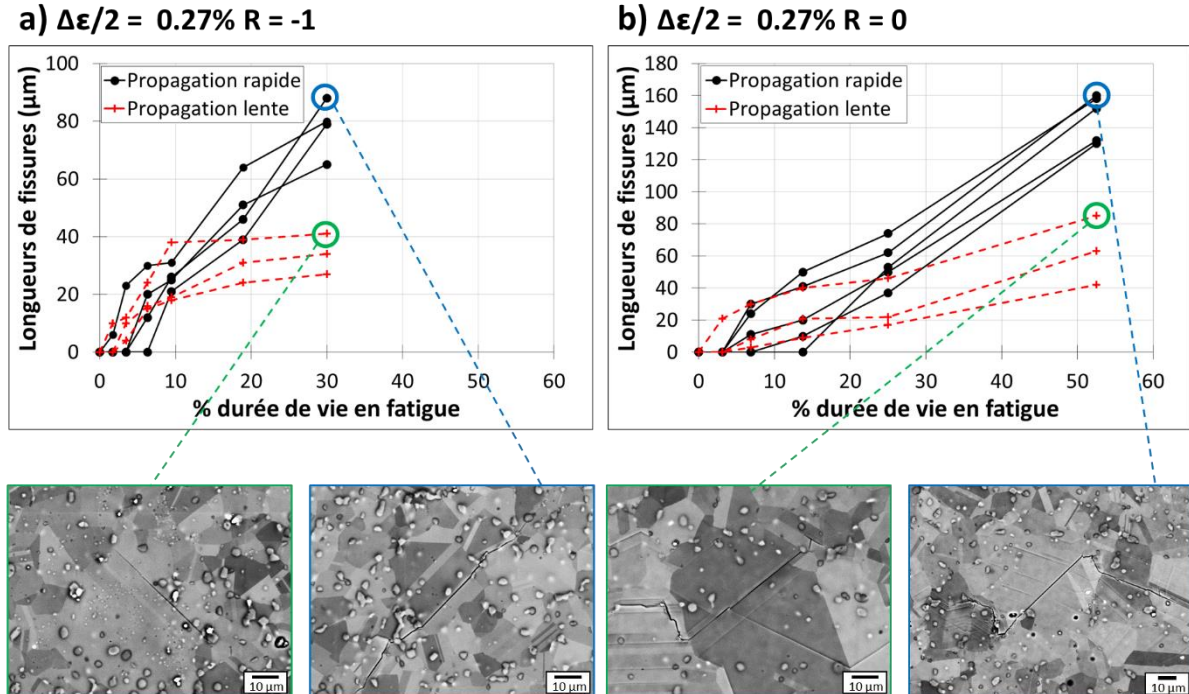 a) Δε/2 = 0.27% R = -1
Longueurs de fissures (µm)
100
80
60
40
20
0
Propagation rapide
Propagation lente
0 10 20 30 40 50 60
% durée de vie en fatigue
b) Δε/2 = 0.27% R = 0
Longueurs de fissures (µm)
180
160
140
120
100
80
60
40
20
0
Propagation rapide
Propagation lente
0 10 20 30 40 50 60
% durée de vie en fatigue
10 µm
10 µm
10 µm
10 µm